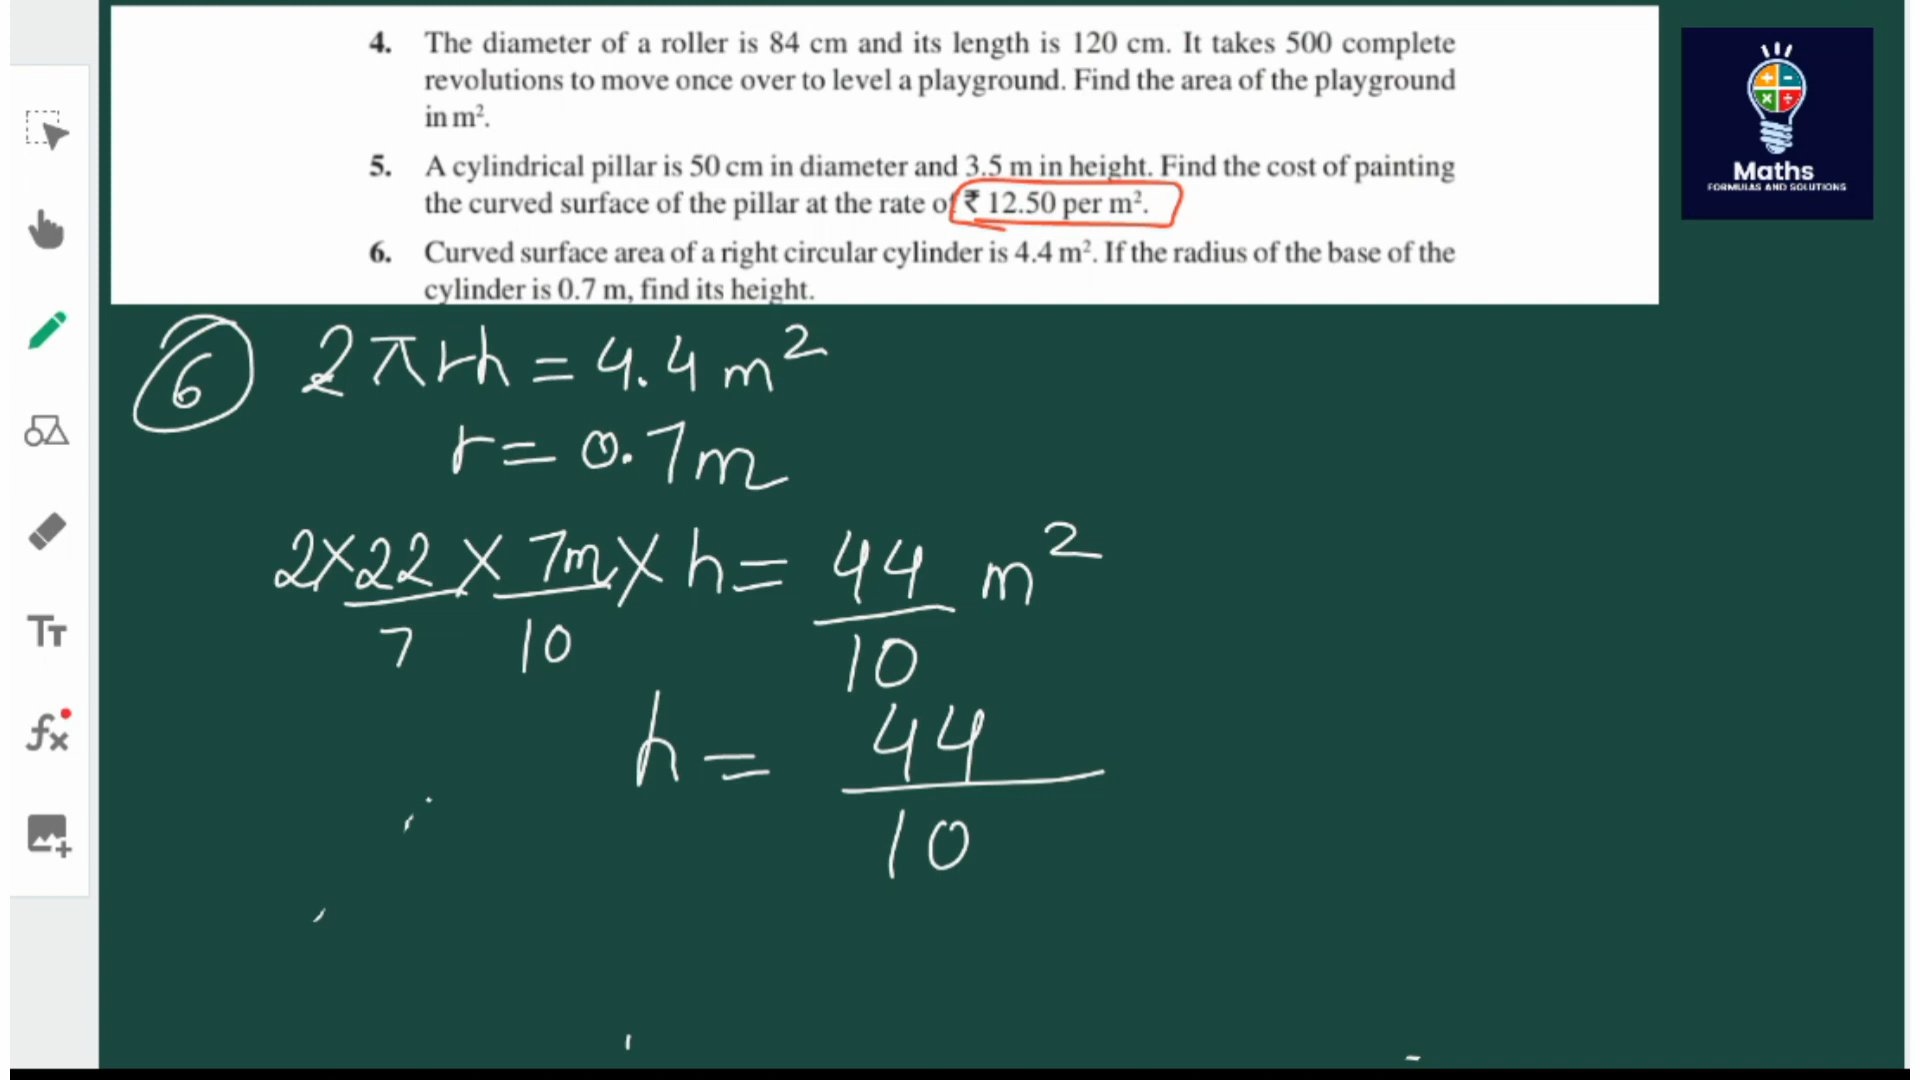 4. The diameter of a roller is 84 cm and its length is 120 cm. It takes 500 complete
revolutions to move once over to level a playground. Find the area of the playground
in m².
5. A cylindrical pillar is 50 cm in diameter and 3.5 m in height. Find the cost of painting
the curved surface of the pillar at the rate of ₹ 12.50 per m².
6. Curved surface area of a right circular cylinder is 4.4 m². If the radius of the base of the
cylinder is 0.7 m, find its height.
Maths
FORMULAS AND SOLUTIONS
6 2πrh = 4.4 m²
r = 0.7m
2 × 22/7 × 7m/10 × h = 44/10 m²
h = 44/10
Tт
fx